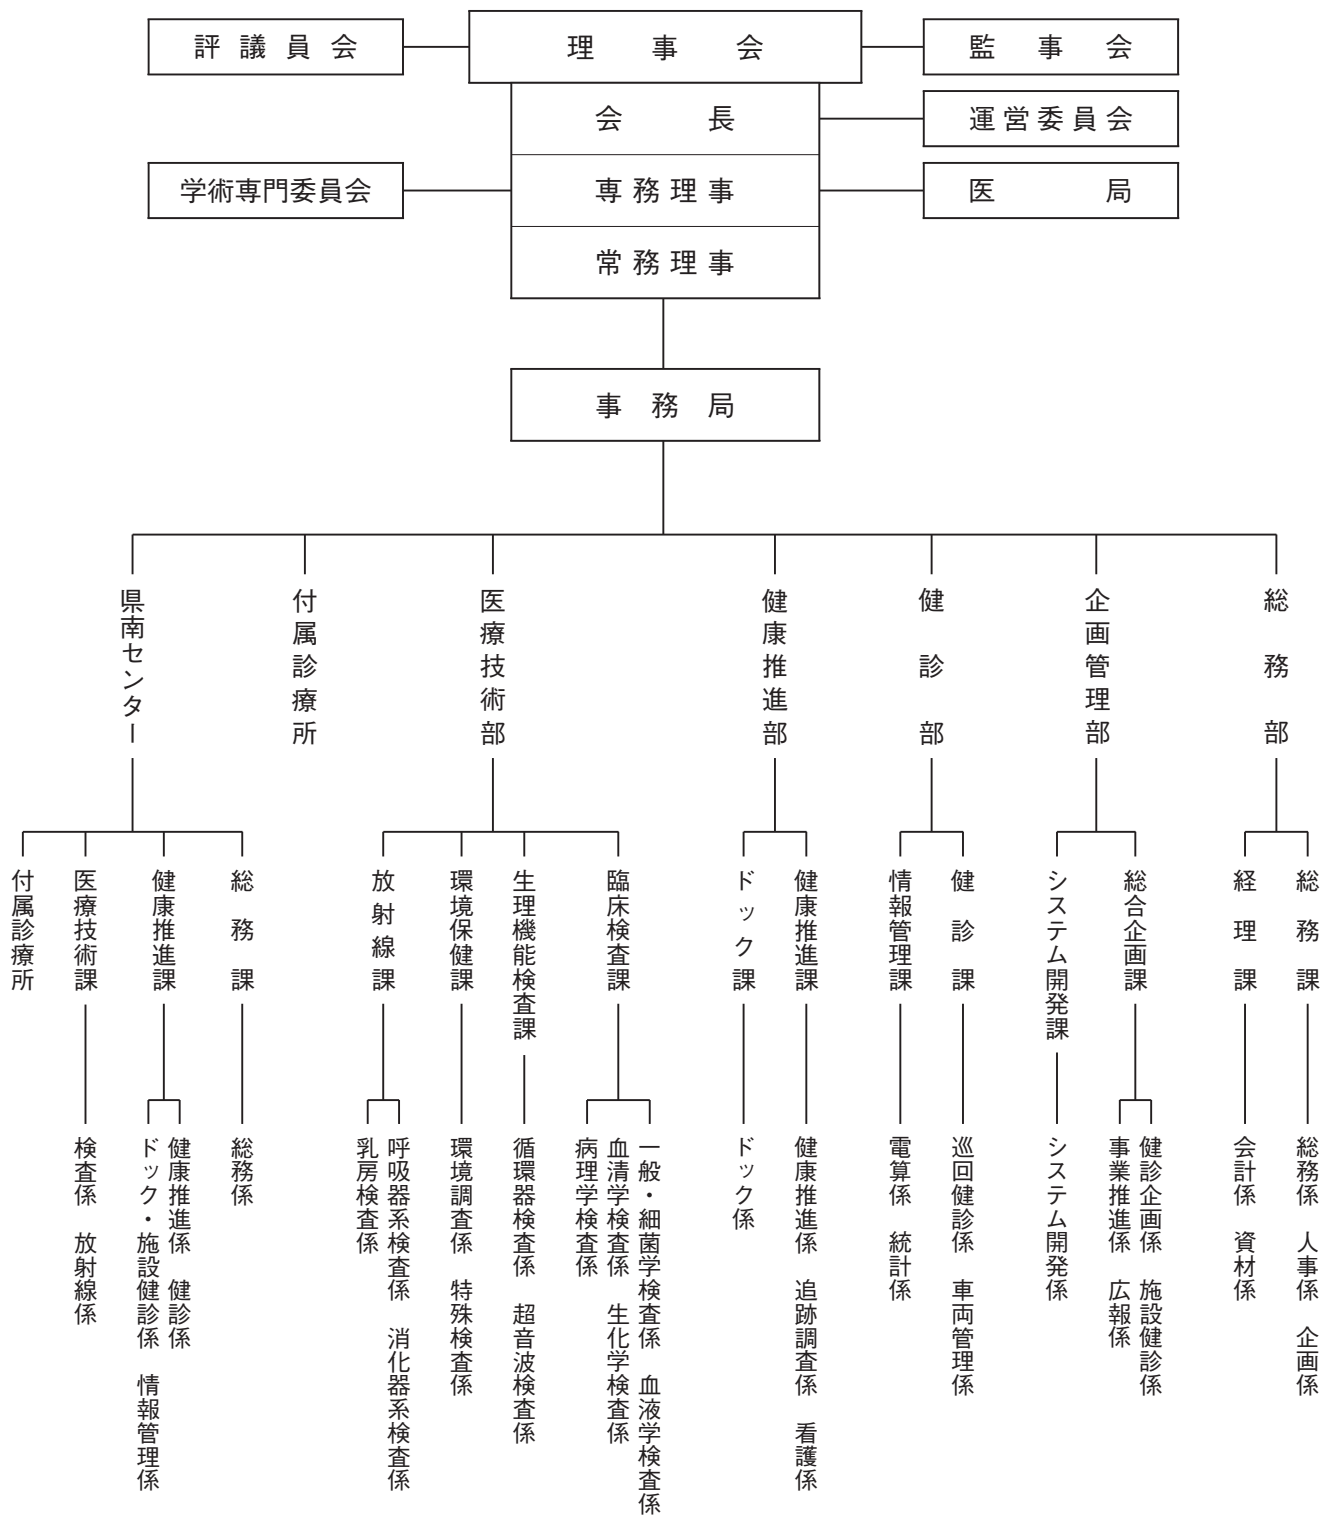 評議員会
理事会
監事会
会長
運営委員会
学術専門委員会
専務理事
医局
常務理事
事務局
総務部
企画管理部
健診部
健康推進部
医療技術部
付属診療所
県南センター
総務課
経理課
総合企画課
システム開発課
健診課
情報管理課
健康推進課
ドック課
臨床検査課
生理機能検査課
環境保健課
放射線課
総務課
健康推進課
医療技術課
付属診療所
総務係 人事係 企画係
会計係 資材係
健診企画係 施設健診係
事業推進係 広報係
システム開発係
巡回健診係 車両管理係
電算係 統計係
健康推進係 追跡調査係 看護係
ドック係
一般・細菌学検査係 血液学検査係
血清学検査係 生化学検査係
病理学検査係
循環器検査係 超音波検査係
環境調査係 特殊検査係
呼吸器系検査係 消化器系検査係
乳房検査係
総務係
健康推進係 健診係
ドック・施設健診係 情報管理係
検査係 放射線係